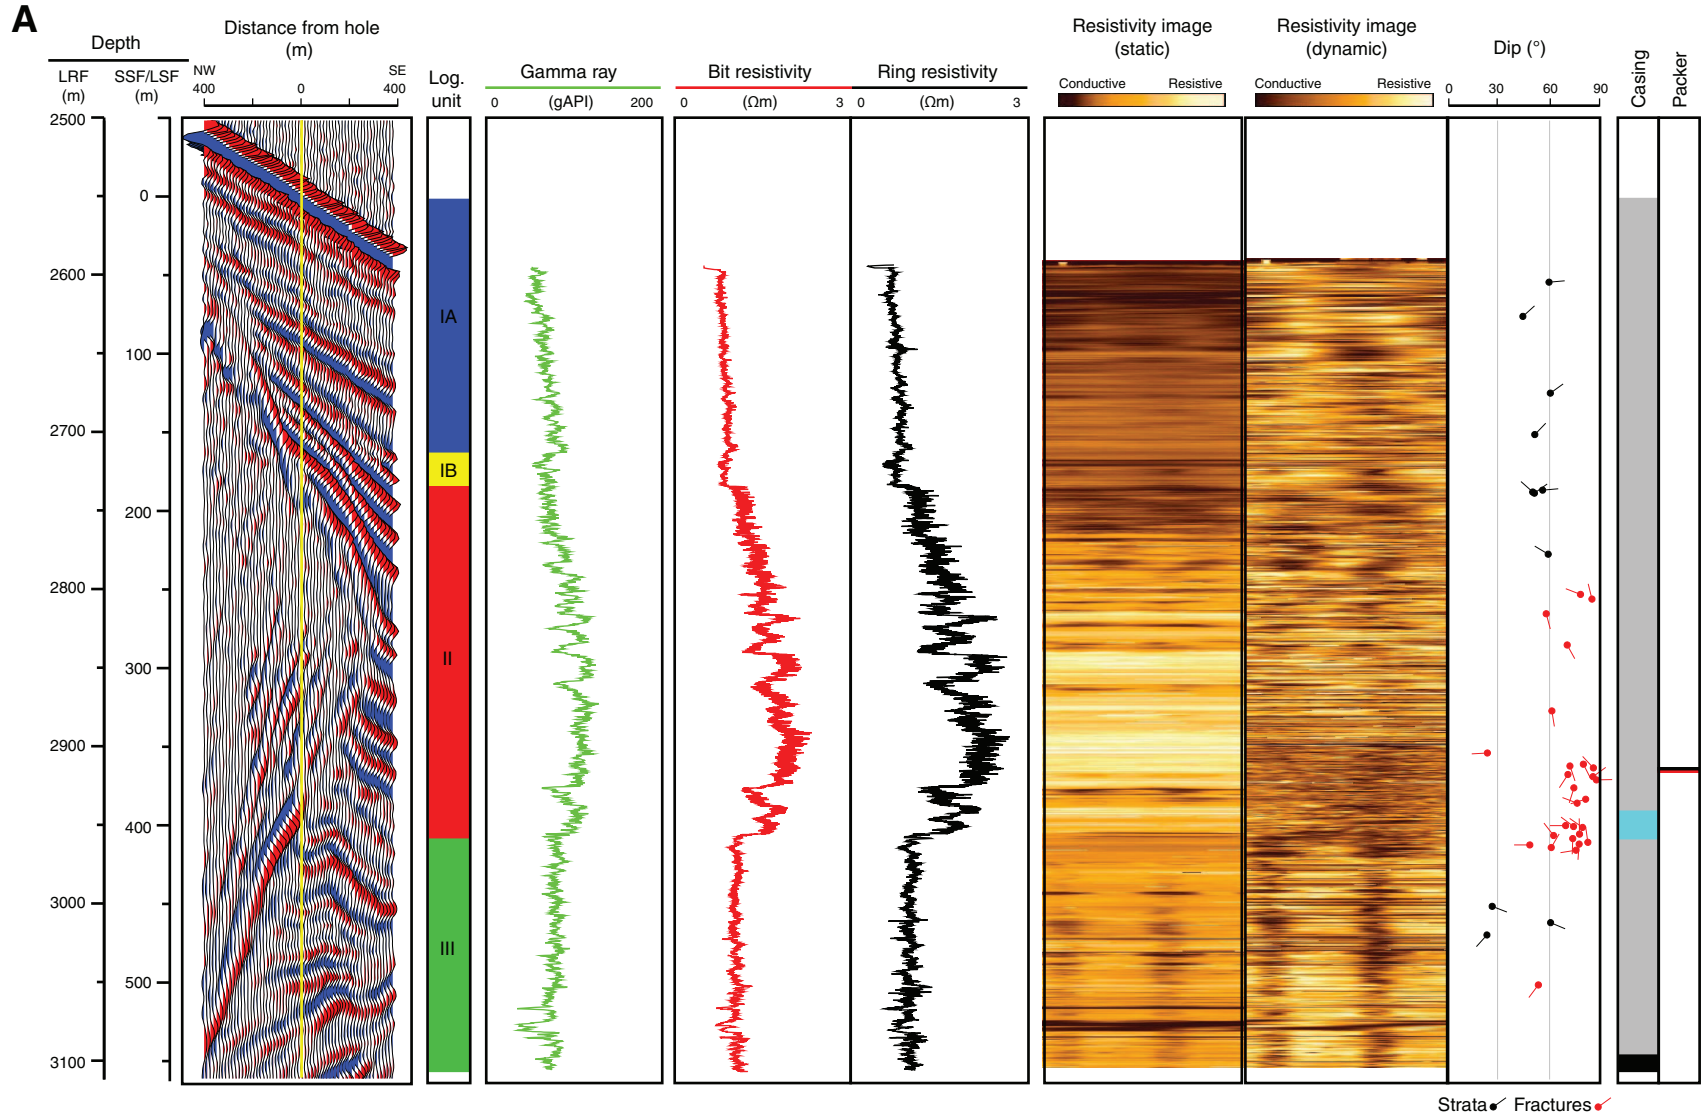 A
Depth
LRF
(m)
SSF/LSF
(m)
Distance from hole
(m)
NW
SE
400
0
400
Log.
unit
Gamma ray
0
(gAPI)
200
Bit resistivity
0
(Ωm)
3
Ring resistivity
0
(Ωm)
3
Resistivity image
(static)
Conductive
Resistive
Resistivity image
(dynamic)
Conductive
Resistive
Dip (°)
0
30
60
90
Casing
Packer
2500
2600
2700
2800
2900
3000
3100
0
100
200
300
400
500
IA
IB
II
III
Strata
Fractures